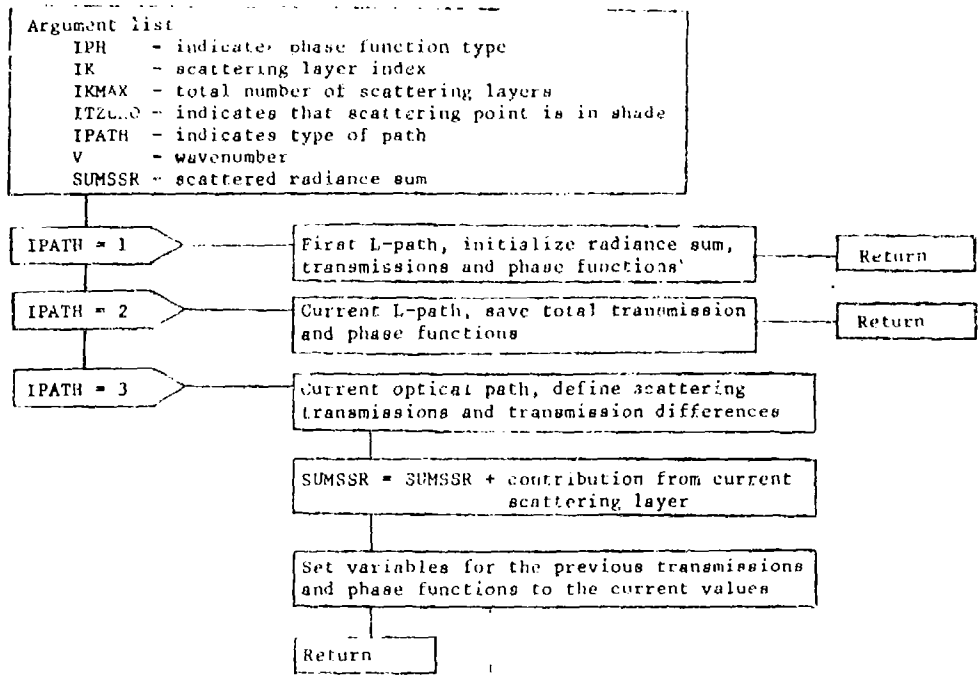 Argument list
IPH - indicates phase function type
IK - scattering layer index
IKMAX - total number of scattering layers
- indicates that scattering point is in shade
IPATH - indicates type of path
V - wavenumber
SUMSSR - scattered radiance sum
IPATH = 1
First L-path, initialize radiance sum,
transmissions and phase functions
Return
IPATH = 2
Current L-path, save total transmission
and phase functions
Return
IPATH = 3
Current optical path, define scattering
transmissions and transmission differences
SUMSSR = SUMSSR + contribution from current
scattering layer
Set variables for the previous transmissions
and phase functions to the current values
Return